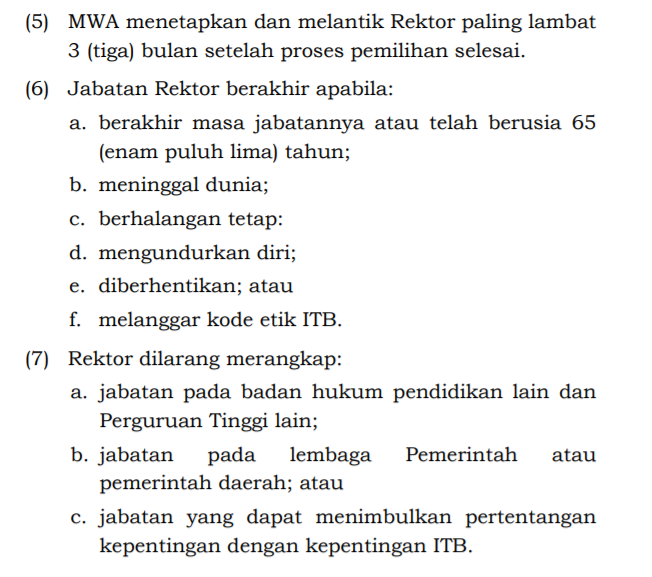 (5) MWA menetapkan dan melantik Rektor paling lambat
3 (tiga) bulan setelah proses pemilihan selesai.
(6) Jabatan Rektor berakhir apabila:
a. berakhir masa jabatannya atau telah berusia 65
(enam puluh lima) tahun;
b. meninggal dunia;
c. berhalangan tetap:
d. mengundurkan diri;
e. diberhentikan; atau
f. melanggar kode etik ITB.
(7) Rektor dilarang merangkap:
a. jabatan pada badan hukum pendidikan lain dan
Perguruan Tinggi lain;
b. jabatan pada lembaga Pemerintah atau
pemerintah daerah; atau
c. jabatan yang dapat menimbulkan pertentangan
kepentingan dengan kepentingan ITB.